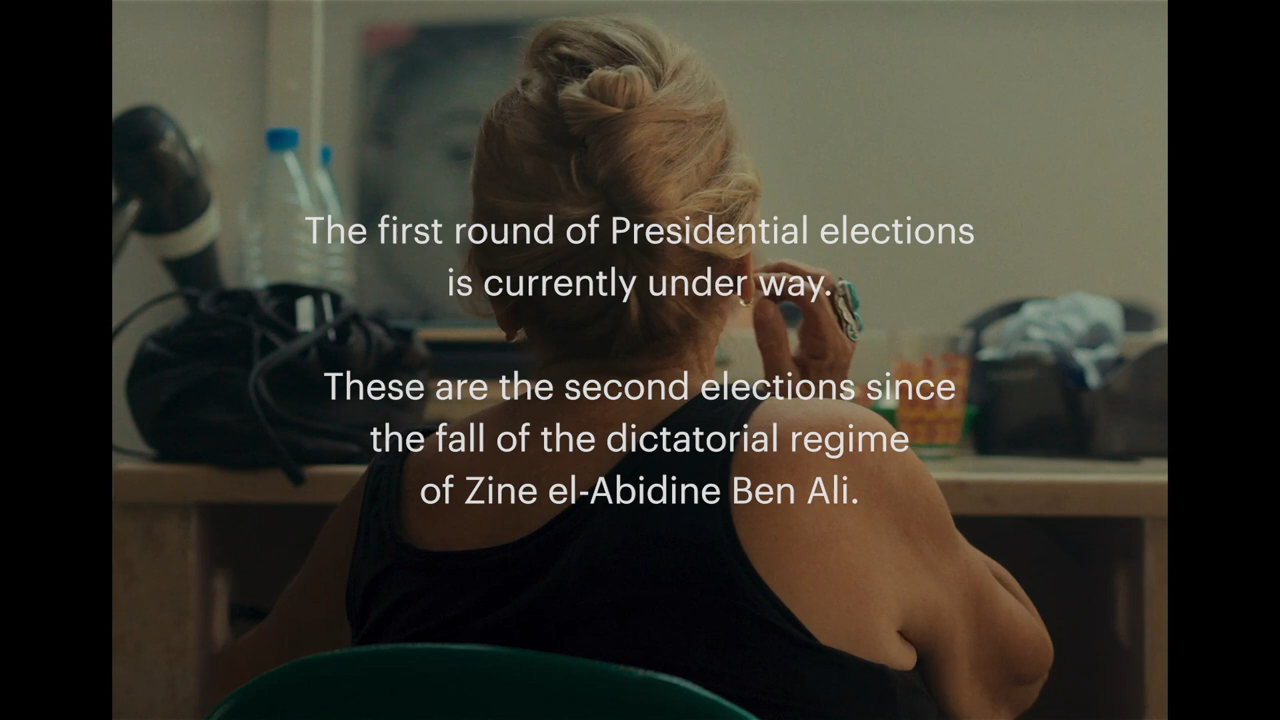 The first round of Presidential elections
is currently under way.
These are the second elections since
the fall of the dictatorial regime
of Zine el-Abidine Ben Ali.